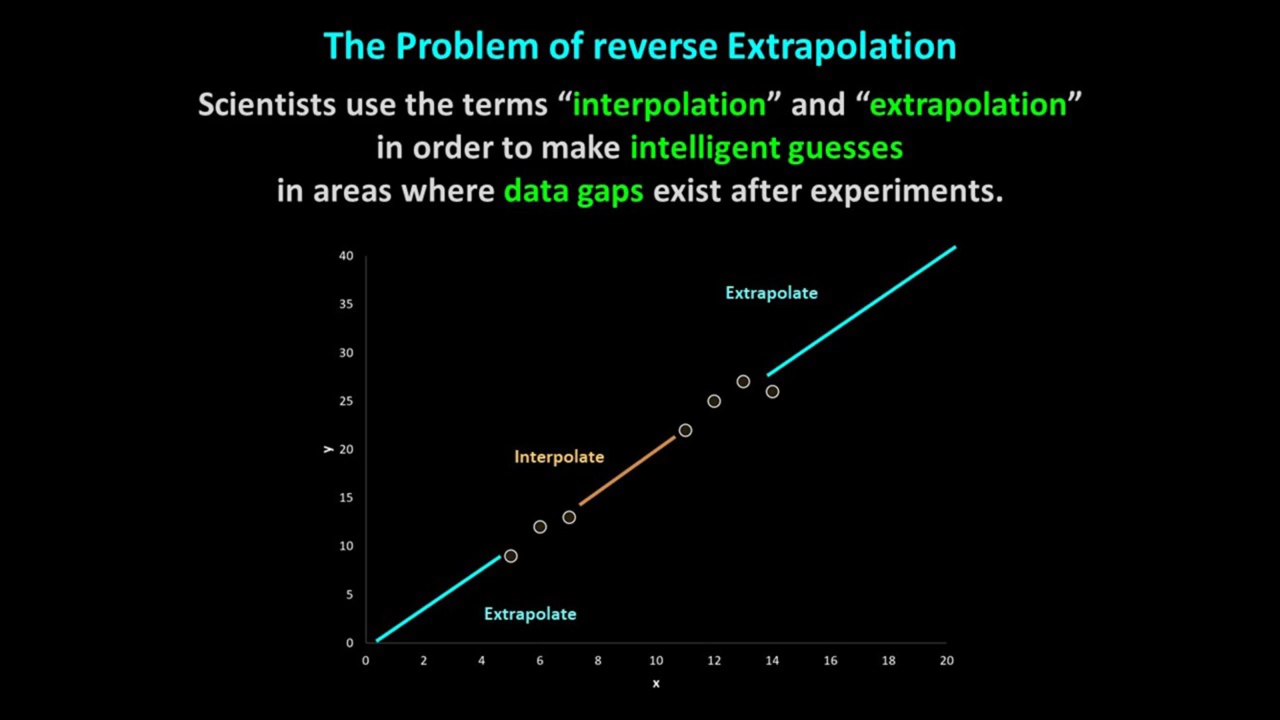 The Problem of reverse Extrapolation
Scientists use the terms “interpolation” and “extrapolation”
in order to make intelligent guesses
in areas where data gaps exist after experiments.
40
Extrapolate
35
30
25
Interpolate
y
20
15
10
5
Extrapolate
0
0 2 4 6 8 10 12 14 16 18 20
x